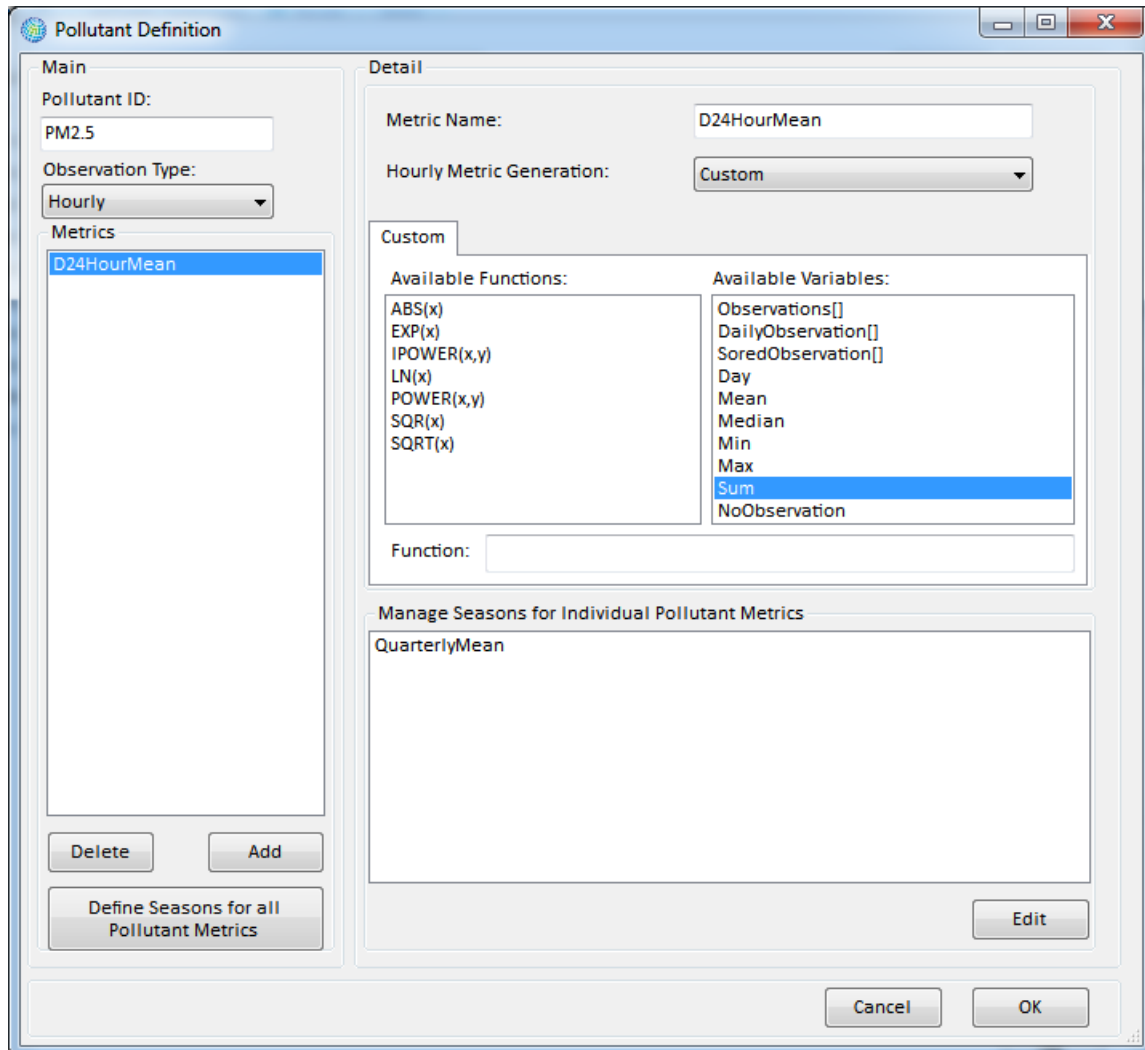 Pollutant Definition
Main
Pollutant ID:
PM2.5
Observation Type:
Hourly
Metrics
D24HourMean
Delete
Add
Define Seasons for all
Pollutant Metrics
Detail
Metric Name:
D24HourMean
Hourly Metric Generation:
Custom
Custom
Available Functions:
ABS(x)
EXP(x)
IPOWER(x,y)
LN(x)
POWER(x,y)
SQR(x)
SQRT(x)
Available Variables:
Observations[]
DailyObservation[]
SoredObservation[]
Day
Mean
Median
Min
Max
Sum
NoObservation
Function:
Manage Seasons for Individual Pollutant Metrics
QuarterlyMean
Edit
Cancel
OK